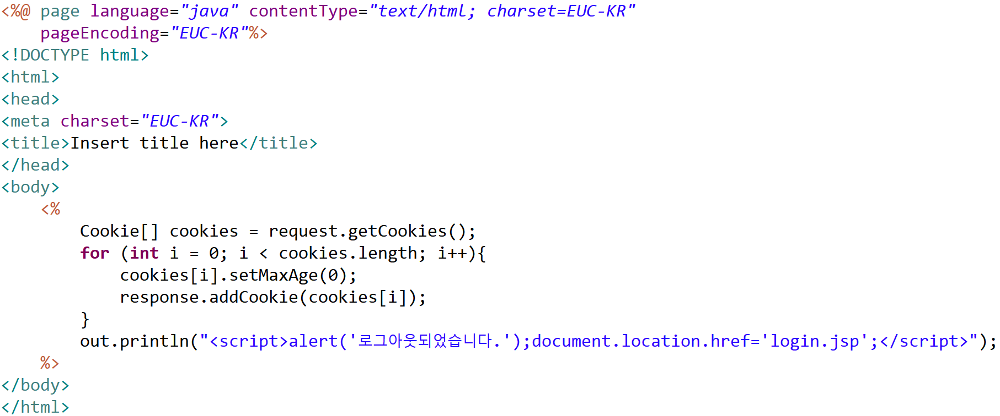 <%@ page language="java" contentType="text/html; charset=EUC-KR"
    pageEncoding="EUC-KR"%>
<!DOCTYPE html>
<html>
<head>
<meta charset="EUC-KR">
<title>Insert title here</title>
</head>
<body>
    <%
        Cookie[] cookies = request.getCookies();
        for (int i = 0; i < cookies.length; i++){
            cookies[i].setMaxAge(0);
            response.addCookie(cookies[i]);
        }
        out.println("<script>alert('로그아웃되었습니다.');document.location.href='login.jsp';</script>");
    %>
</body>
</html>